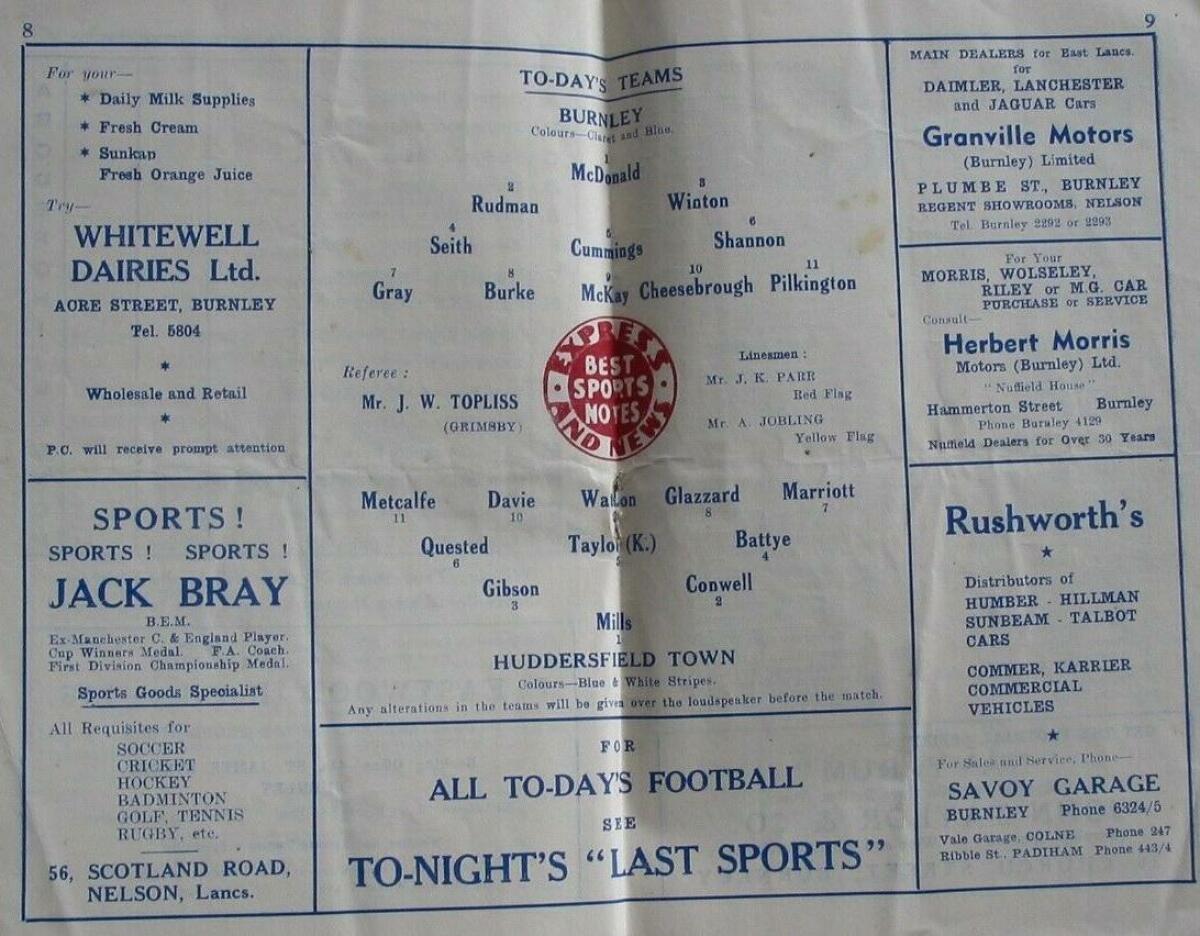 8
9
For your—
* Daily Milk Supplies
* Fresh Cream
* Sunkap
Fresh Orange Juice
Try—
WHITEWELL
DAIRIES Ltd.
ACRE STREET, BURNLEY
Tel. 5804
*
Wholesale and Retail
*
P.C. will receive prompt attention
SPORTS !
SPORTS ! SPORTS !
JACK BRAY
B.E.M.
Ex-Manchester C. & England Player.
Cup Winners Medal. F.A. Coach.
First Division Championship Medal.
Sports Goods Specialist
All Requisites for
SOCCER
CRICKET
HOCKEY
BADMINTON
GOLF, TENNIS
RUGBY, etc.
56, SCOTLAND ROAD,
NELSON, Lancs.
TO-DAY'S TEAMS
BURNLEY
Colours—Claret and Blue.
1
McDonald
2 3
Rudman Winton
4 5 6
Seith Cummings Shannon
7 8 9 10 11
Gray Burke McKay Cheesebrough Pilkington
EXPRESS
BEST
SPORTS
NOTES
AND NEWS
Referee :
Mr. J. W. TOPLISS
(GRIMSBY)
Linesmen :
Mr. J. K. PARR
Red Flag
Mr. A. JOBLING
Yellow Flag
Metcalfe Davie Watson Glazzard Marriott
11 10 8 7
Quested Taylor (K.) Battye
6 5 4
Gibson Conwell
3 2
Mills
1
HUDDERSFIELD TOWN
Colours—Blue & White Stripes.
Any alterations in the teams will be given over the loudspeaker before the match.
FOR
ALL TO-DAY'S FOOTBALL
SEE
TO-NIGHT'S "LAST SPORTS"
MAIN DEALERS for East Lancs.
for
DAIMLER, LANCHESTER
and JAGUAR Cars
Granville Motors
(Burnley) Limited
PLUMBE ST., BURNLEY
REGENT SHOWROOMS, NELSON
Tel. Burnley 2292 or 2293
For Your
MORRIS, WOLSELEY,
RILEY or M.G. CAR
PURCHASE or SERVICE
Consult—
Herbert Morris
Motors (Burnley) Ltd.
"Nuffield House"
Hammerton Street Burnley
Phone Burnley 4129
Nuffield Dealers for Over 30 Years
Rushworth's
★
Distributors of
HUMBER - HILLMAN
SUNBEAM - TALBOT
CARS
COMMER, KARRIER
COMMERCIAL
VEHICLES
★
For Sales and Service, Phone—
SAVOY GARAGE
BURNLEY Phone 6324/5
Vale Garage, COLNE Phone 247
Ribble St., PADIHAM Phone 443/4